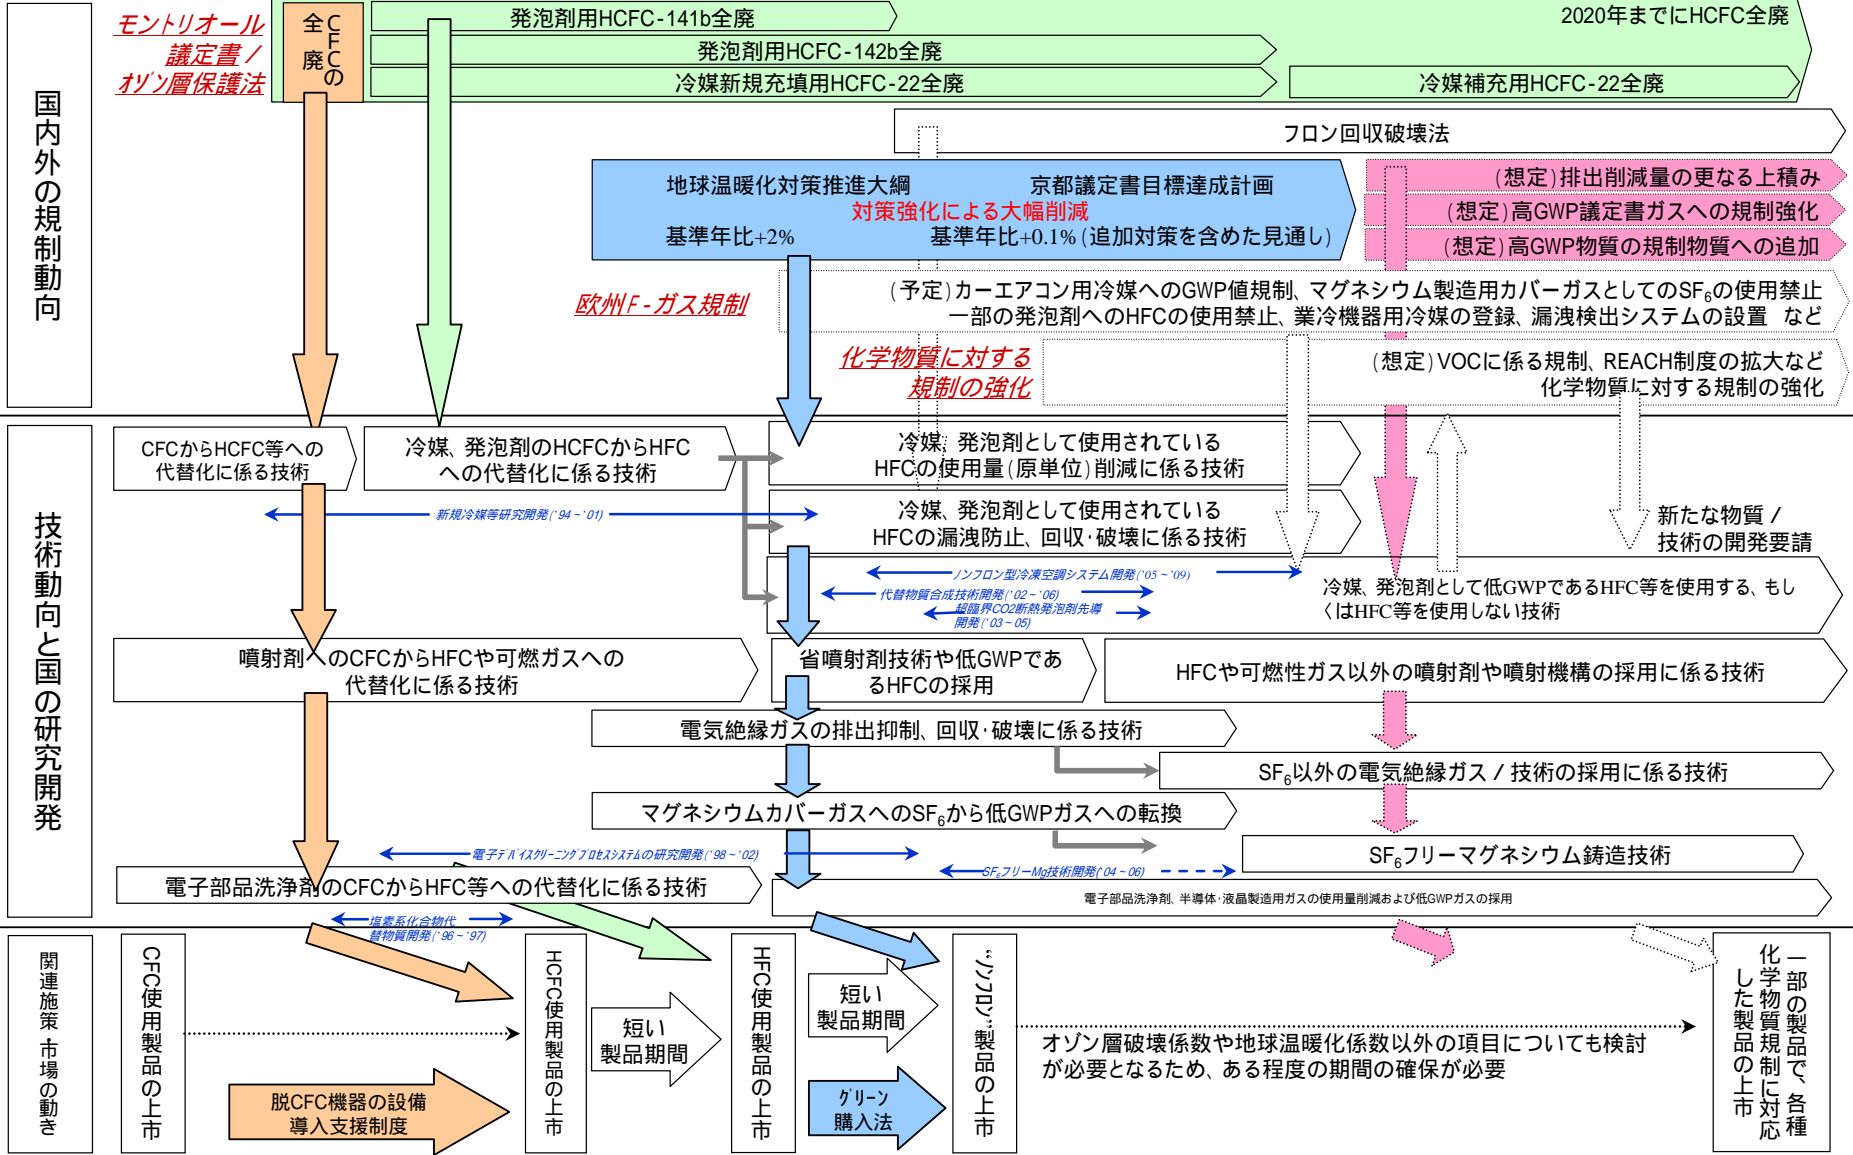 国内外の規制動向
モントリオール
議定書／
オゾン層保護法
CFCの
全廃
発泡剤用HCFC-141b全廃
2020年までにHCFC全廃
発泡剤用HCFC-142b全廃
冷媒新規充填用HCFC-22全廃
冷媒補充用HCFC-22全廃
フロン回収破壊法
地球温暖化対策推進大綱
京都議定書目標達成計画
対策強化による大幅削減
基準年比+2%
基準年比+0.1%(追加対策を含めた見通し)
(想定)排出削減量の更なる上積み
(想定)高GWP議定書ガスへの規制強化
(想定)高GWP物質の規制物質への追加
欧州F-ガス規制
(予定)カーエアコン用冷媒へのGWP値規制、マグネシウム製造用カバーガスとしてのSF₆の使用禁止
一部の発泡剤へのHFCの使用禁止、業冷機器用冷媒の登録、漏洩検出システムの設置 など
化学物質に対する
規制の強化
(想定)VOCに係る規制、REACH制度の拡大など
化学物質に対する規制の強化
技術動向と国の研究開発
CFCからHCFC等への
代替化に係る技術
冷媒、発泡剤のHCFCからHFC
への代替化に係る技術
冷媒、発泡剤として使用されている
HFCの使用量(原単位)削減に係る技術
新規冷媒等研究開発('94～'01)
冷媒、発泡剤として使用されている
HFCの漏洩防止、回収･破壊に係る技術
新たな物質／
技術の開発要請
ノンフロン型冷凍空調システム開発('05～'09)
代替物質合成技術開発('02～'06)
超臨界CO2断熱発泡剤先導
開発('03～05)
冷媒、発泡剤として低GWPであるHFC等を使用する、もし
くはHFC等を使用しない技術
噴射剤へのCFCからHFCや可燃ガスへの
代替化に係る技術
省噴射剤技術や低GWPであ
るHFCの採用
HFCや可燃性ガス以外の噴射剤や噴射機構の採用に係る技術
電気絶縁ガスの排出抑制、回収･破壊に係る技術
SF₆以外の電気絶縁ガス／技術の採用に係る技術
マグネシウムカバーガスへのSF₆から低GWPガスへの転換
SF₆フリーマグネシウム鋳造技術
電子ﾃﾞﾊﾞｲｽｸﾘｰﾆﾝｸﾞﾌﾟﾛｾｽｼｽﾃﾑの研究開発('98～'02)
SF₆フリーMg技術開発('04～06)
電子部品洗浄剤のCFCからHFC等への代替化に係る技術
電子部品洗浄剤、半導体･液晶製造用ガスの使用量削減および低GWPガスの採用
塩素系化合物代
替物質開発('96～'97)
関連施策･市場の動き
CFC使用製品の上市
脱CFC機器の設備
導入支援制度
HCFC使用製品の上市
短い
製品期間
HFC使用製品の上市
短い
製品期間
グリーン
購入法
“ﾉﾝﾌﾛﾝ”製品の上市
オゾン層破壊係数や地球温暖化係数以外の項目についても検討
が必要となるため、ある程度の期間の確保が必要
一部の製品で、各種
化学物質規制に対応
した製品の上市